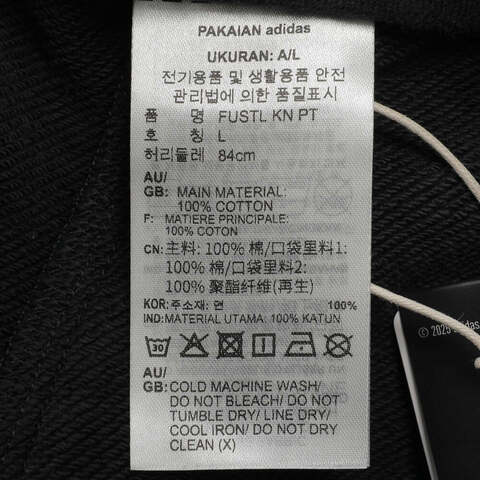 PAKAIAN adidas
UKURAN: A/L
전기용품 및 생활용품 안전
관리법에 의한 품질표시
품 명 FUSTL KN PT
호 칭 L
허리둘레 84cm
AU/
GB: MAIN MATERIAL:
100% COTTON
F: MATIERE PRINCIPALE:
100% COTON
CN: 主料: 100% 棉/口袋里料1:
100% 棉/口袋里料2:
100% 聚酯纤维(再生)
KOR: 주소재: 면 100%
IND: MATERIAL UTAMA: 100% KATUN
30
AU/
GB: COLD MACHINE WASH/
DO NOT BLEACH/ DO NOT
TUMBLE DRY/ LINE DRY/
COOL IRON/ DO NOT DRY
CLEAN (X)
© 2025 adidas